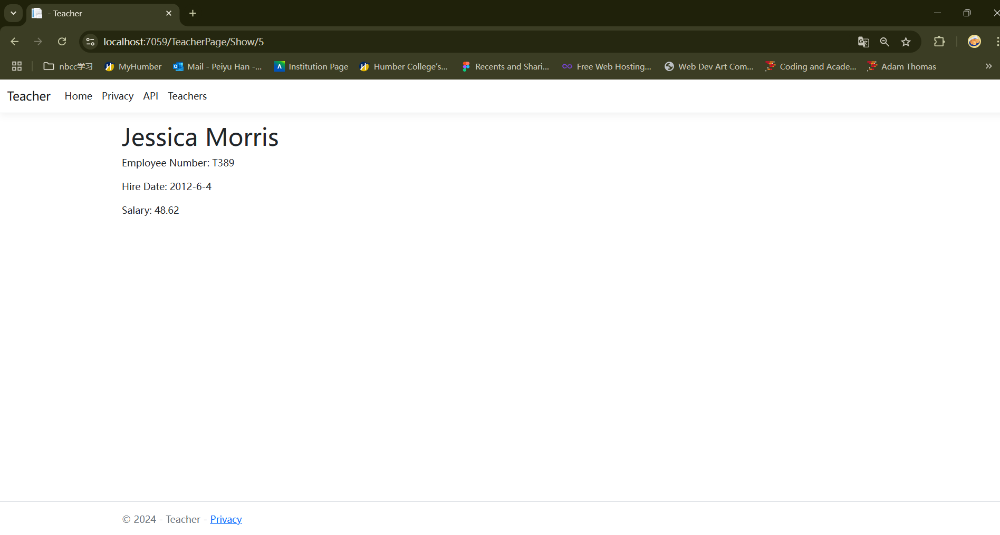 - Teacher
localhost:7059/TeacherPage/Show/5
nbcc学习 MyHumber Mail - Peiyu Han -... Institution Page Humber College's... Recents and Shari... Free Web Hosting... Web Dev Art Com... Coding and Acade... Adam Thomas
Teacher Home Privacy API Teachers
Jessica Morris
Employee Number: T389
Hire Date: 2012-6-4
Salary: 48.62
© 2024 - Teacher - Privacy